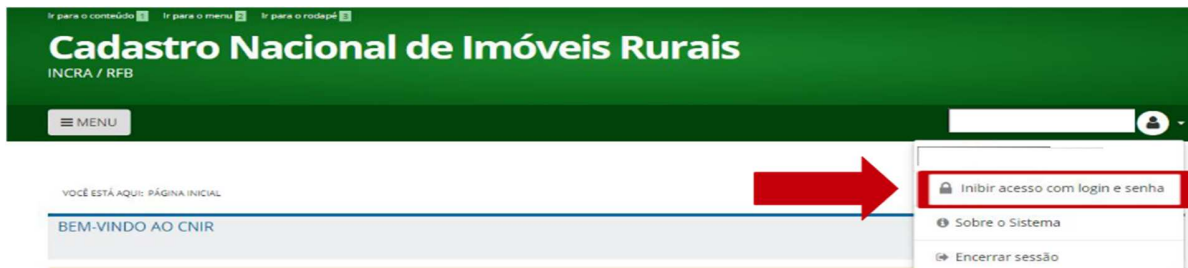 Ir para o conteúdo 1 Ir para o menu 2 Ir para o rodapé 3
Cadastro Nacional de Imóveis Rurais
INCRA / RFB
MENU
Inibir acesso com login e senha
VOCÊ ESTÁ AQUI: PÁGINA INICIAL
Sobre o Sistema
BEM-VINDO AO CNIR
Encerrar sessão